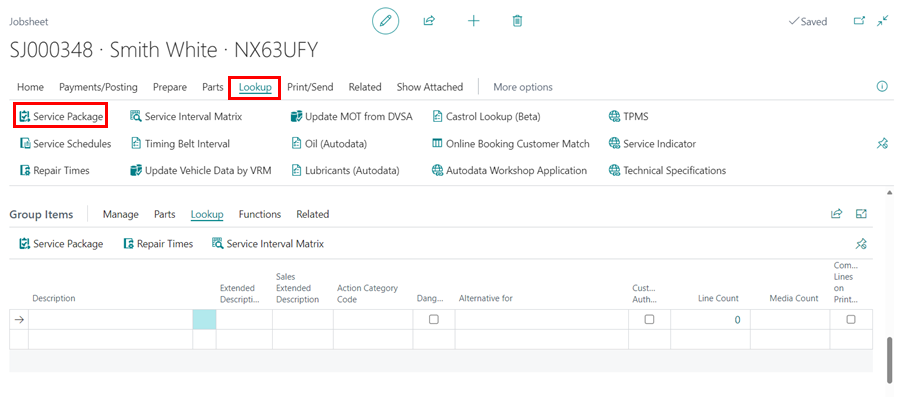 Jobsheet
Saved
SJ000348 · Smith White · NX63UFY
Home Payments/Posting Prepare Parts Lookup Print/Send Related Show Attached More options
Service Package Service Interval Matrix Update MOT from DVSA Castrol Lookup (Beta) TPMS
Service Schedules Timing Belt Interval Oil (Autodata) Online Booking Customer Match Service Indicator
Repair Times Update Vehicle Data by VRM Lubricants (Autodata) Autodata Workshop Application Technical Specifications
Group Items Manage Parts Lookup Functions Related
Service Package Repair Times Service Interval Matrix
Description
Extended
Descripti...
Sales
Extended
Description
Action Category
Code
Dang...
Alternative for
Cust...
Auth...
Line Count
Media Count
Com...
Lines
on
Print...
0